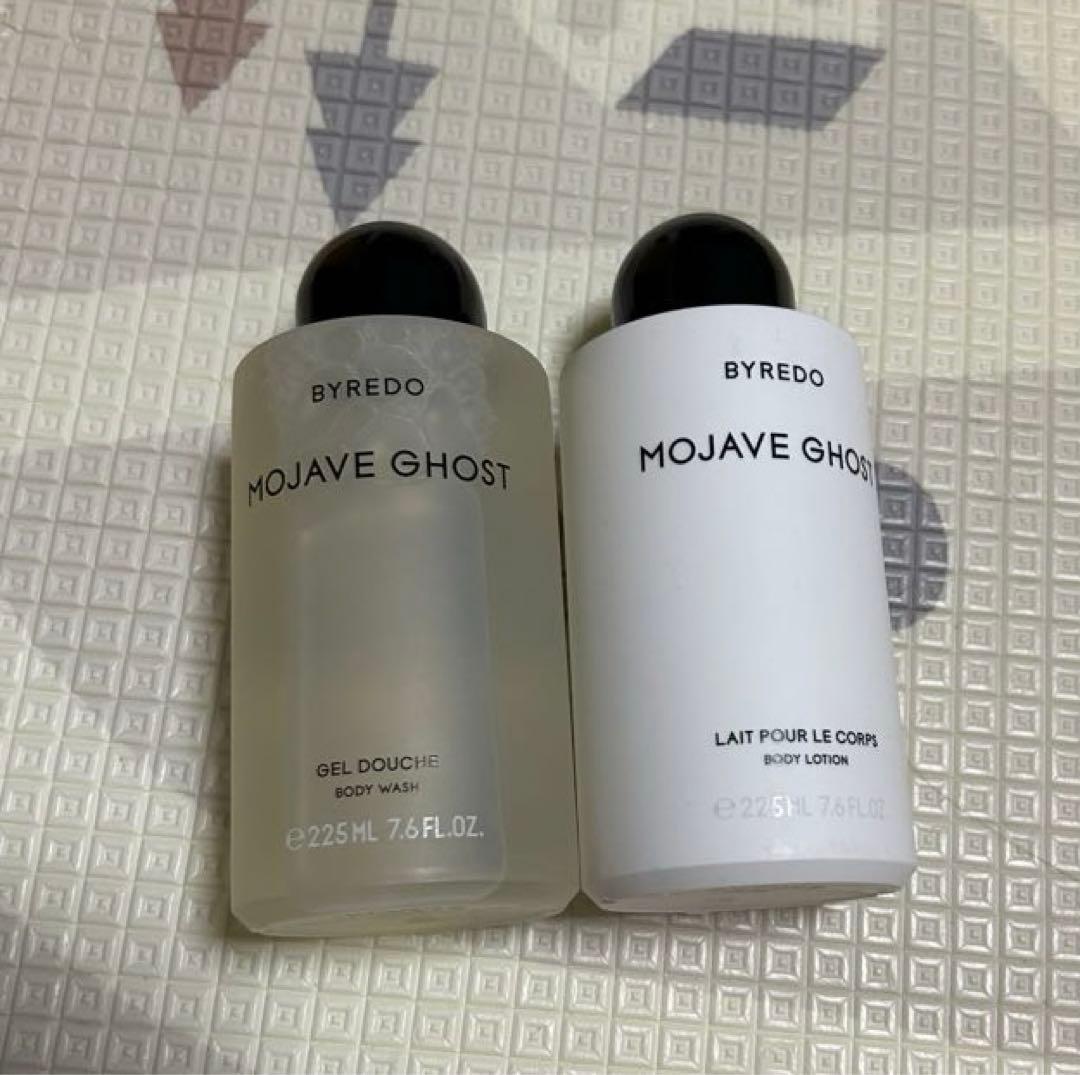 BYREDO
MOJAVE GHOST
GEL DOUCHE
BODY WASH
℮225ML 7.6FL.OZ.
BYREDO
MOJAVE GHOST
LAIT POUR LE CORPS
BODY LOTION
℮225ML 7.6FL.OZ